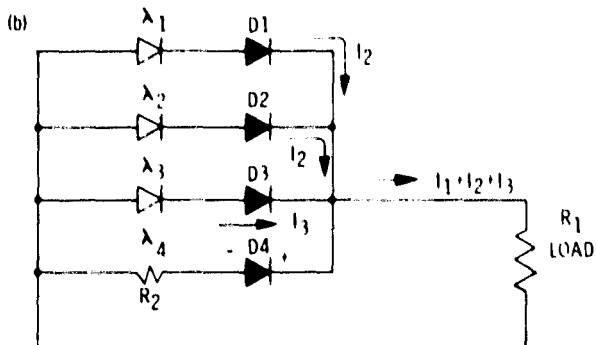 (b)
λ1 D1
I2
λ2 D2
I2
λ3 D3
I1+I2+I3
I3
λ4 - D4 +
R2
R1
LOAD